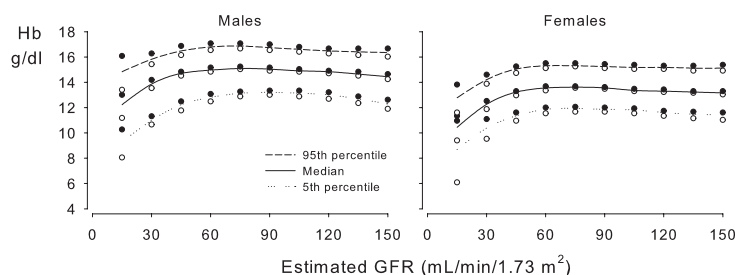 Males Females
Hb
g/dl
18
16
14
12
10
8
6
4
95th percentile
Median
5th percentile
0 30 60 90 120 150 0 30 60 90 120 150
Estimated GFR (mL/min/1.73 m²)